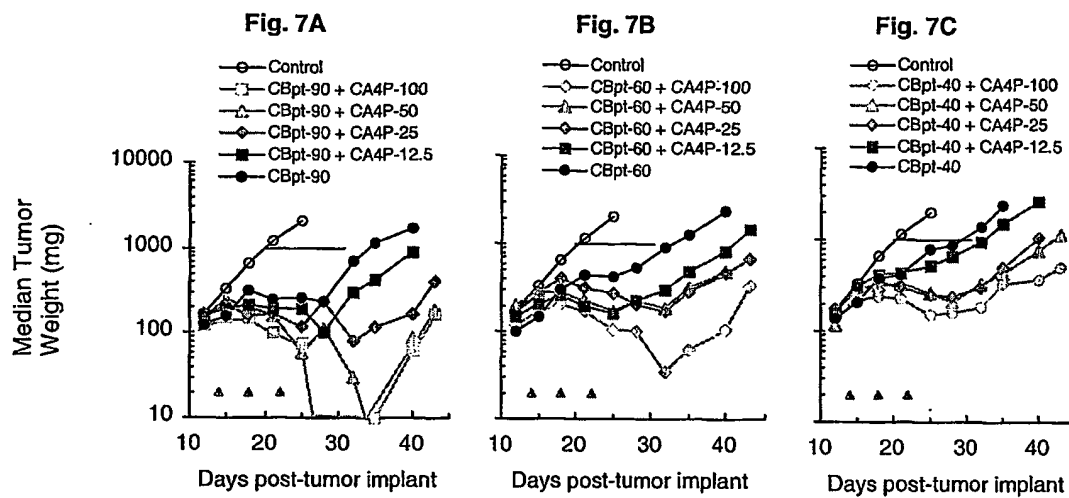 Fig. 7A
Control
CBpt-90 + CA4P-100
CBpt-90 + CA4P-50
CBpt-90 + CA4P-25
CBpt-90 + CA4P-12.5
CBpt-90
Median Tumor
Weight (mg)
10000
1000
100
10
10 20 30 40
Days post-tumor implant
Fig. 7B
Control
CBpt-60 + CA4P-100
CBpt-60 + CA4P-50
CBpt-60 + CA4P-25
CBpt-60 + CA4P-12.5
CBpt-60
10 20 30 40
Days post-tumor implant
Fig. 7C
Control
CBpt-40 + CA4P-100
CBpt-40 + CA4P-50
CBpt-40 + CA4P-25
CBpt-40 + CA4P-12.5
CBpt-40
10 20 30 40
Days post-tumor implant